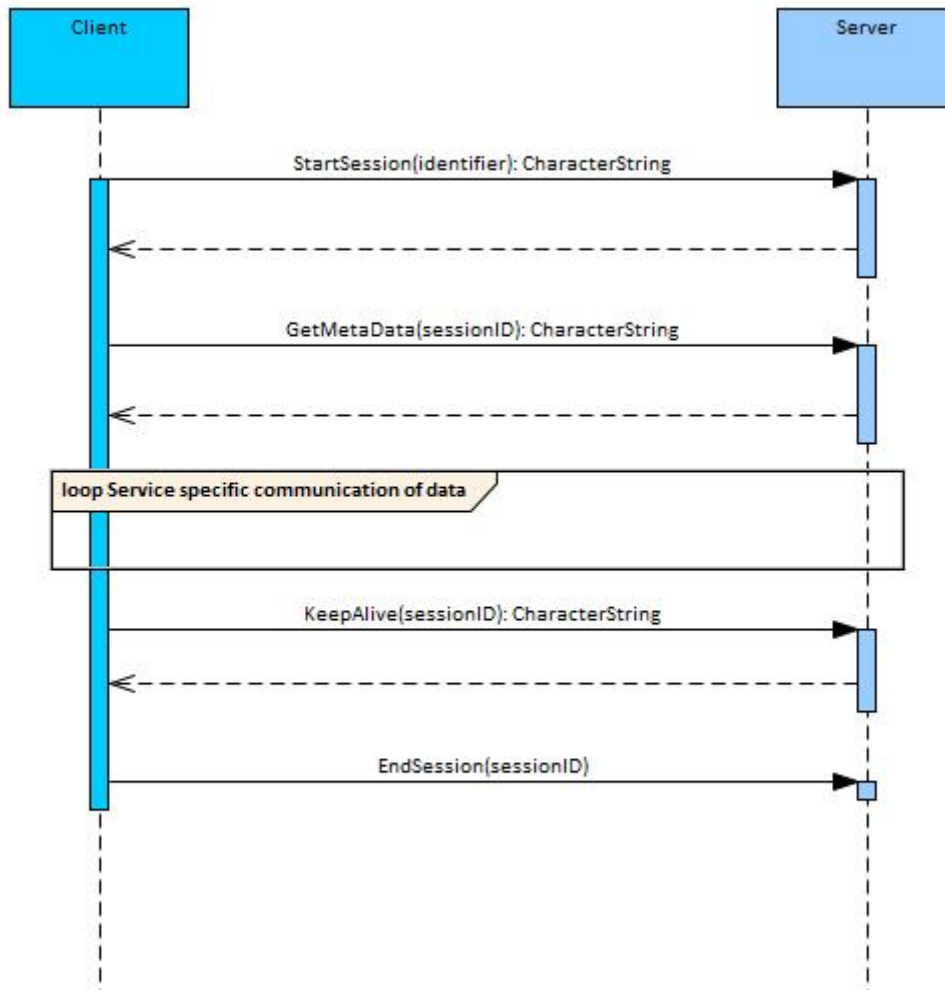 Client
Server
StartSession(identifier): CharacterString
GetMetaData(sessionID): CharacterString
loop Service specific communication of data
KeepAlive(sessionID): CharacterString
EndSession(sessionID)